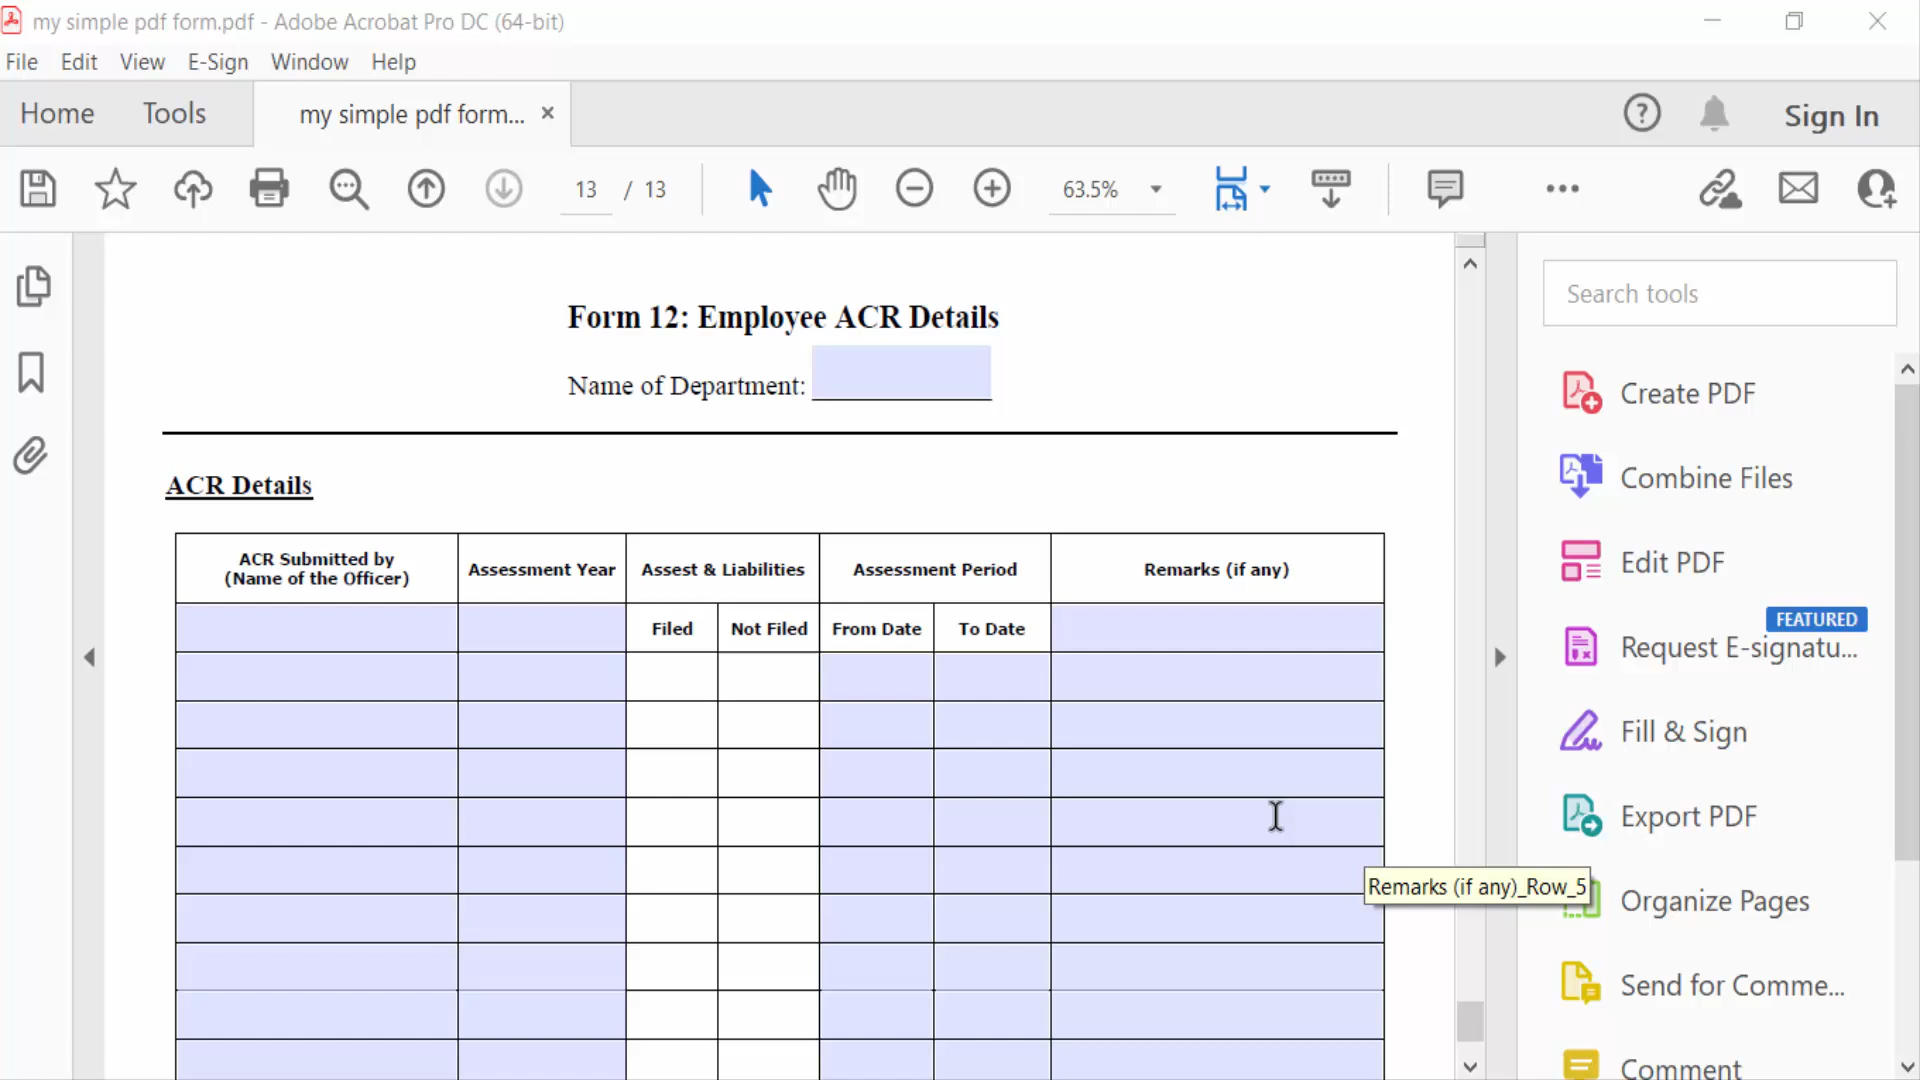 my simple pdf form.pdf - Adobe Acrobat Pro DC (64-bit)
File Edit View E-Sign Window Help
Home Tools my simple pdf form... × Sign In
13 / 13 63.5%
Search tools
Form 12: Employee ACR Details
Name of Department:
ACR Details
ACR Submitted by
(Name of the Officer)
Assessment Year
Assest & Liabilities
Assessment Period
Remarks (if any)
Filed
Not Filed
From Date
To Date
Remarks (if any)_Row_5
Create PDF
Combine Files
Edit PDF
FEATURED
Request E-signatu...
Fill & Sign
Export PDF
Organize Pages
Send for Comme...
Comment